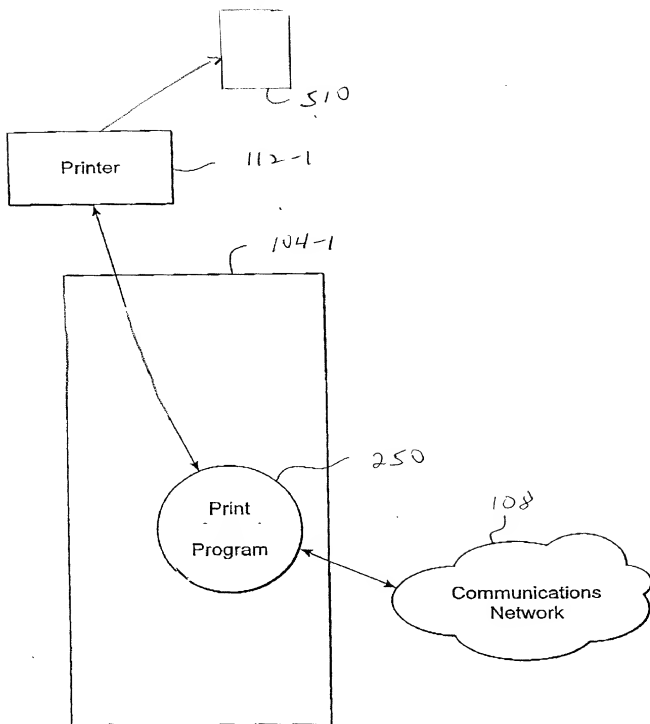 510
Printer
112-1
104-1
250
Print
Program
108
Communications
Network